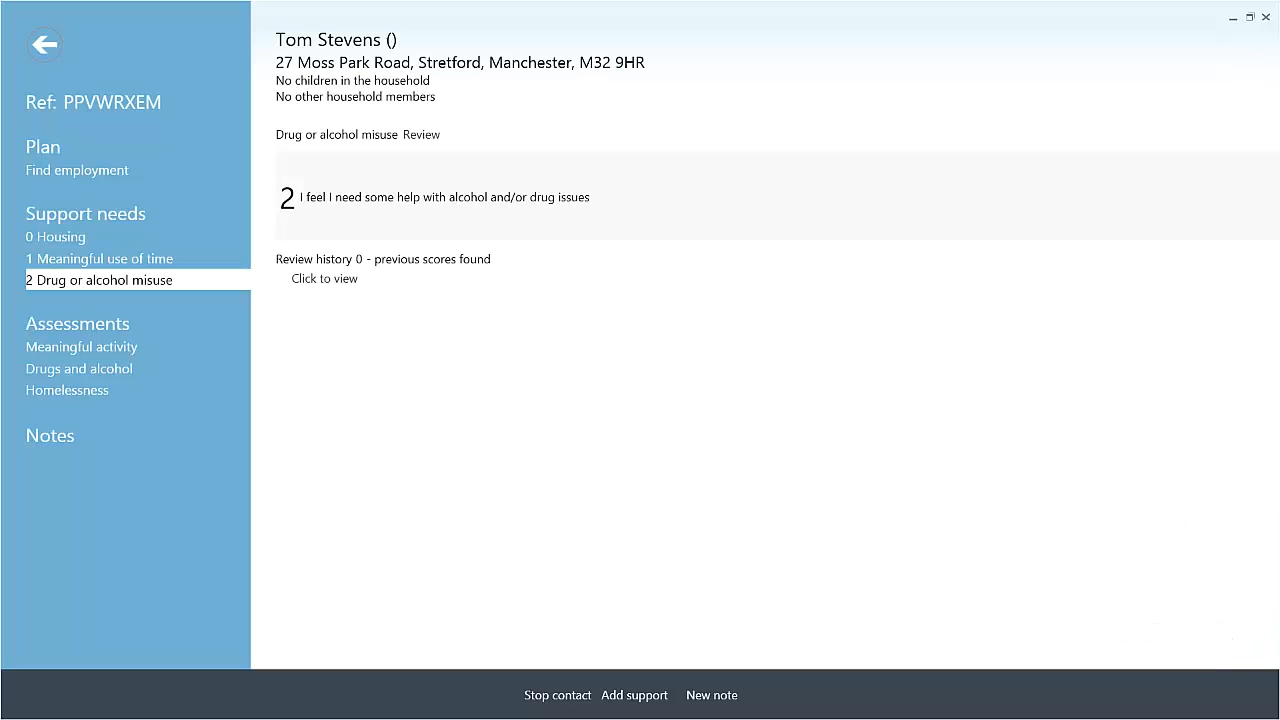 Tom Stevens ()
27 Moss Park Road, Stretford, Manchester, M32 9HR
No children in the household
No other household members
Ref: PPVWRXEM
Plan
Find employment
Support needs
0 Housing
1 Meaningful use of time
2 Drug or alcohol misuse
Assessments
Meaningful activity
Drugs and alcohol
Homelessness
Notes
Drug or alcohol misuse Review
2 I feel I need some help with alcohol and/or drug issues
Review history 0 - previous scores found
Click to view
Stop contact Add support New note